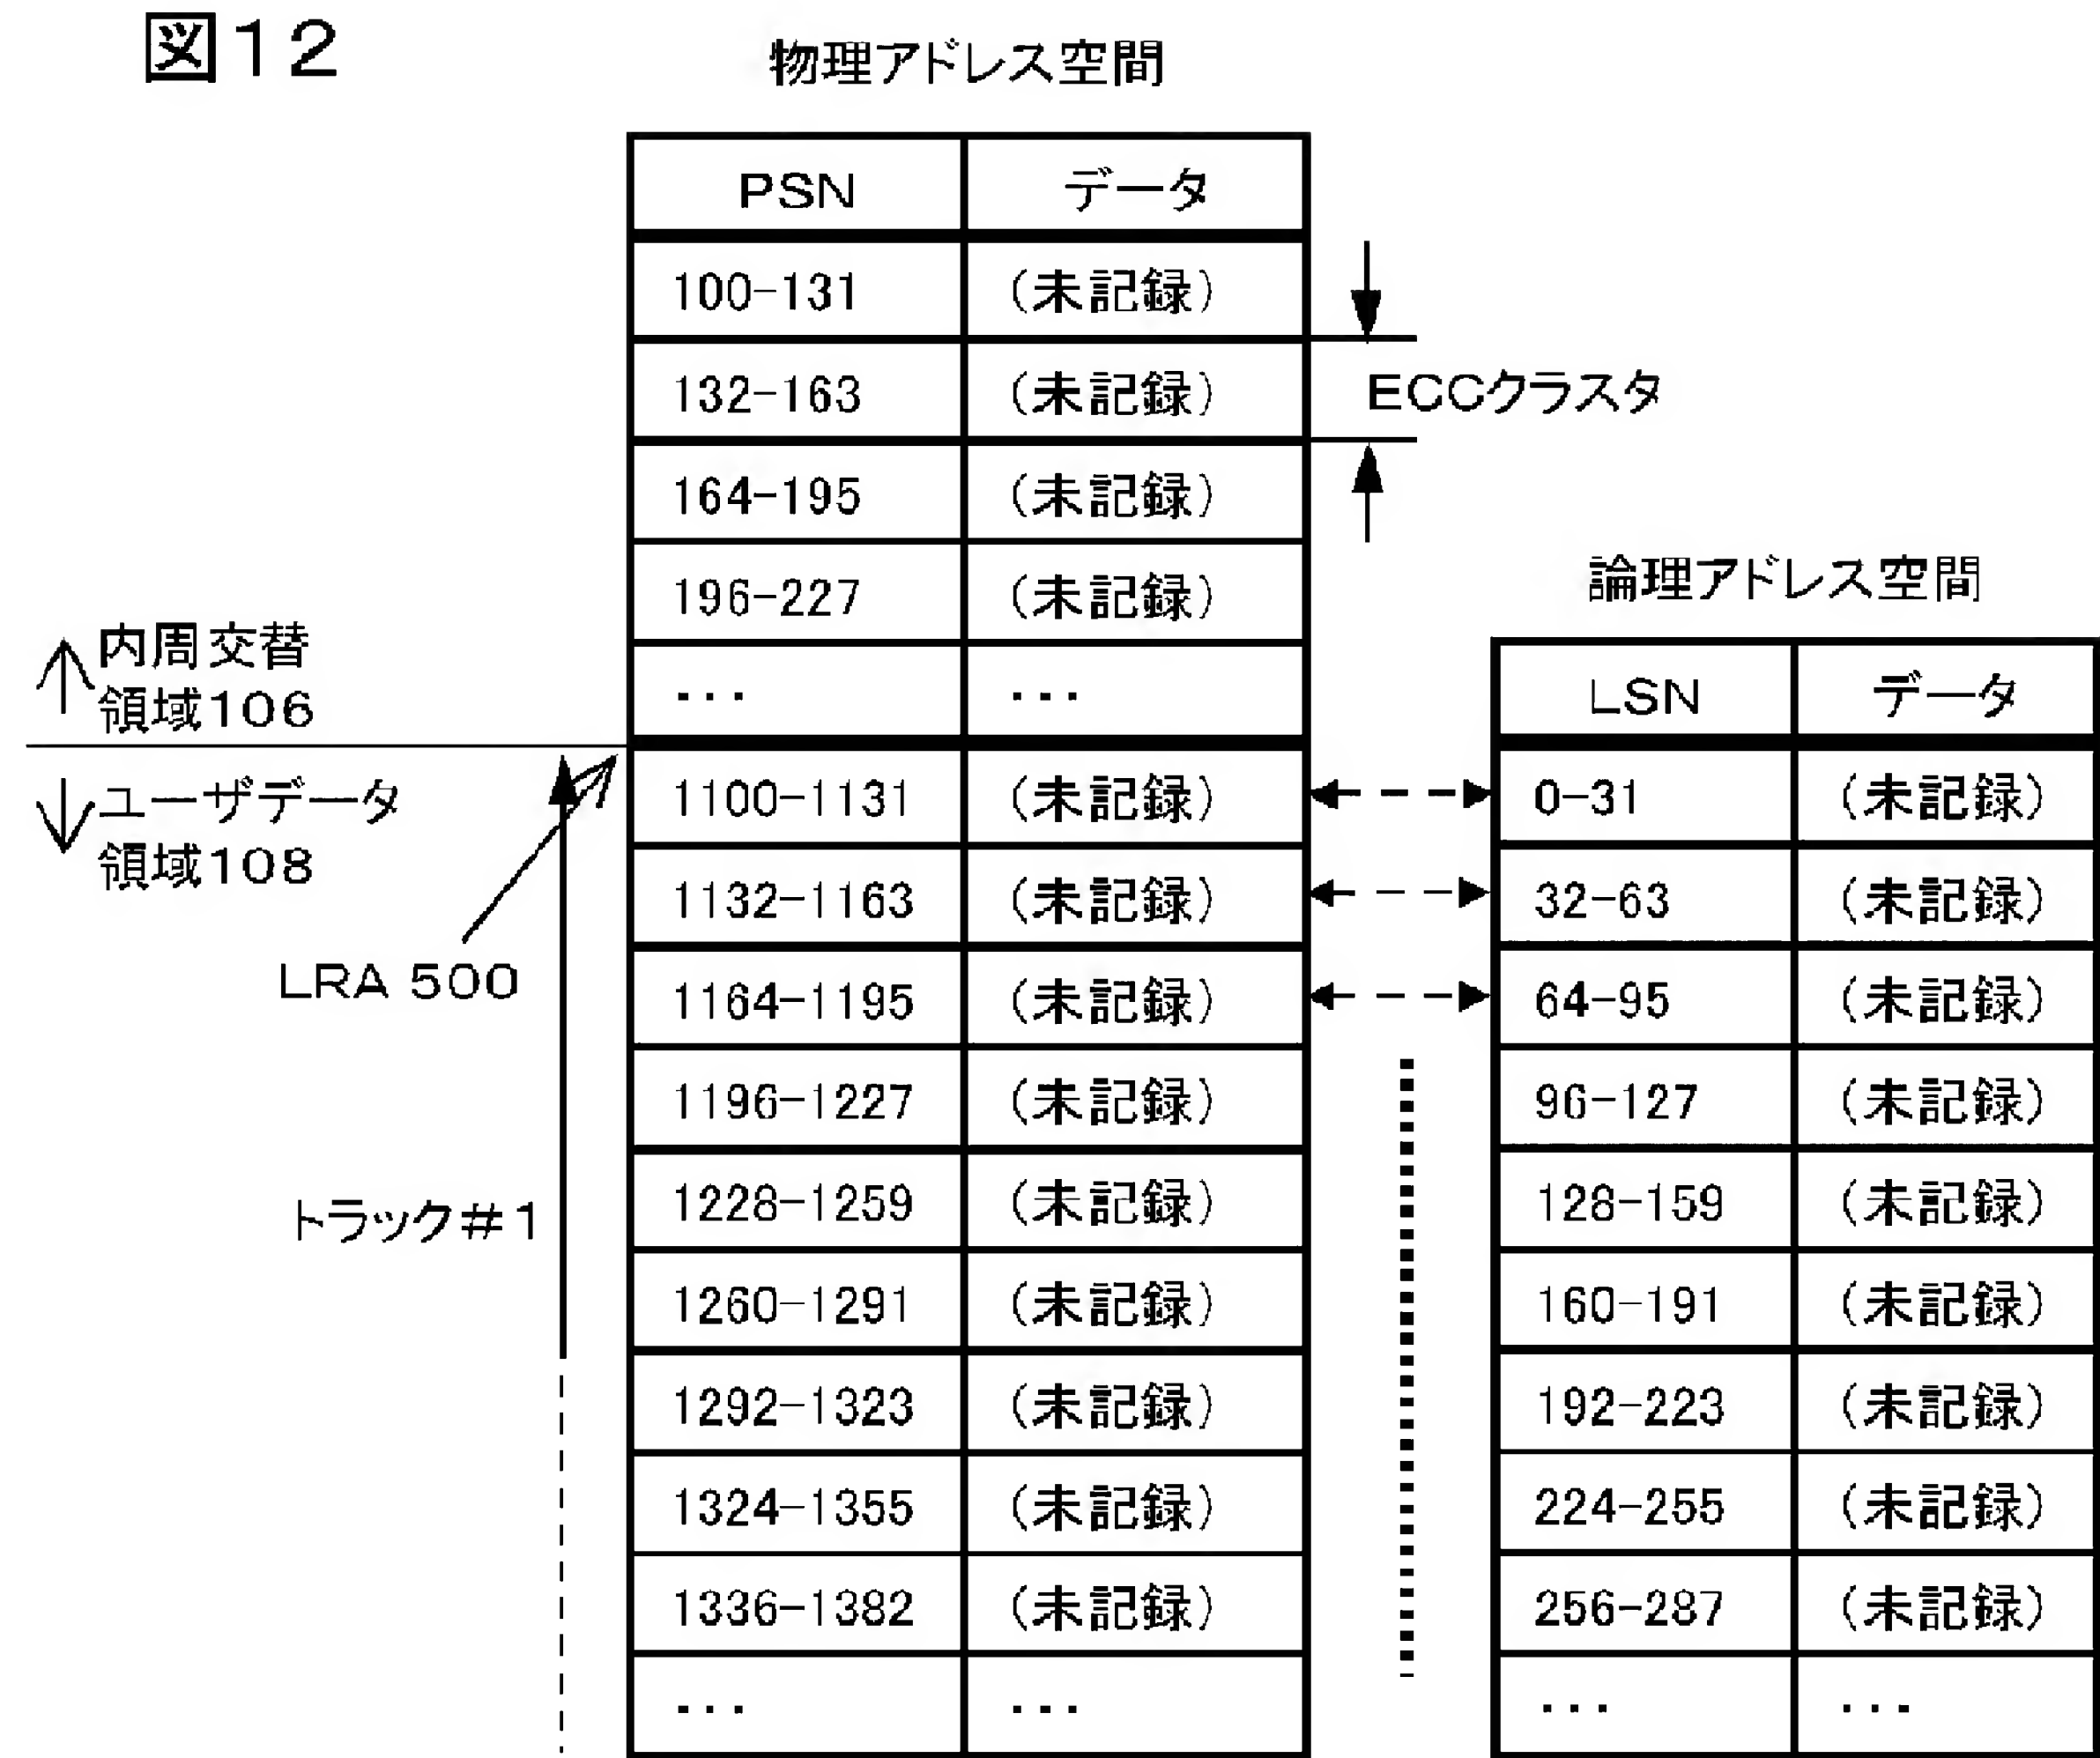 図12
物理アドレス空間
PSN データ
100-131 (未記録)
132-163 (未記録)
164-195 (未記録)
196-227 (未記録)
... ...
1100-1131 (未記録)
1132-1163 (未記録)
1164-1195 (未記録)
1196-1227 (未記録)
1228-1259 (未記録)
1260-1291 (未記録)
1292-1323 (未記録)
1324-1355 (未記録)
1336-1382 (未記録)
... ...
ECCクラスタ
内周交替
領域106
ユーザデータ
領域108
LRA 500
トラック#1
論理アドレス空間
LSN データ
0-31 (未記録)
32-63 (未記録)
64-95 (未記録)
96-127 (未記録)
128-159 (未記録)
160-191 (未記録)
192-223 (未記録)
224-255 (未記録)
256-287 (未記録)
... ...